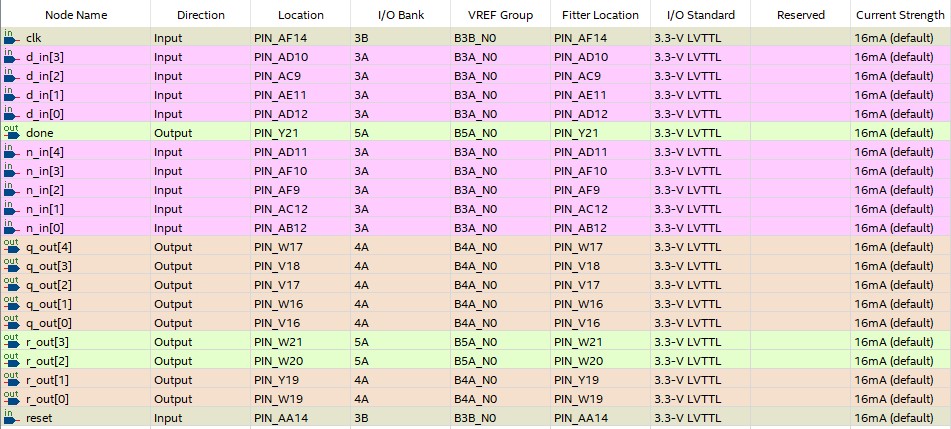 Node Name Direction Location I/O Bank VREF Group Fitter Location I/O Standard Reserved Current Strength
in clk Input PIN_AF14 3B B3B_N0 PIN_AF14 3.3-V LVTTL 16mA (default)
in d_in[3] Input PIN_AD10 3A B3A_N0 PIN_AD10 3.3-V LVTTL 16mA (default)
in d_in[2] Input PIN_AC9 3A B3A_N0 PIN_AC9 3.3-V LVTTL 16mA (default)
in d_in[1] Input PIN_AE11 3A B3A_N0 PIN_AE11 3.3-V LVTTL 16mA (default)
in d_in[0] Input PIN_AD12 3A B3A_N0 PIN_AD12 3.3-V LVTTL 16mA (default)
out done Output PIN_Y21 5A B5A_N0 PIN_Y21 3.3-V LVTTL 16mA (default)
in n_in[4] Input PIN_AD11 3A B3A_N0 PIN_AD11 3.3-V LVTTL 16mA (default)
in n_in[3] Input PIN_AF10 3A B3A_N0 PIN_AF10 3.3-V LVTTL 16mA (default)
in n_in[2] Input PIN_AF9 3A B3A_N0 PIN_AF9 3.3-V LVTTL 16mA (default)
in n_in[1] Input PIN_AC12 3A B3A_N0 PIN_AC12 3.3-V LVTTL 16mA (default)
in n_in[0] Input PIN_AB12 3A B3A_N0 PIN_AB12 3.3-V LVTTL 16mA (default)
out q_out[4] Output PIN_W17 4A B4A_N0 PIN_W17 3.3-V LVTTL 16mA (default)
out q_out[3] Output PIN_V18 4A B4A_N0 PIN_V18 3.3-V LVTTL 16mA (default)
out q_out[2] Output PIN_V17 4A B4A_N0 PIN_V17 3.3-V LVTTL 16mA (default)
out q_out[1] Output PIN_W16 4A B4A_N0 PIN_W16 3.3-V LVTTL 16mA (default)
out q_out[0] Output PIN_V16 4A B4A_N0 PIN_V16 3.3-V LVTTL 16mA (default)
out r_out[3] Output PIN_W21 5A B5A_N0 PIN_W21 3.3-V LVTTL 16mA (default)
out r_out[2] Output PIN_W20 5A B5A_N0 PIN_W20 3.3-V LVTTL 16mA (default)
out r_out[1] Output PIN_Y19 4A B4A_N0 PIN_Y19 3.3-V LVTTL 16mA (default)
out r_out[0] Output PIN_W19 4A B4A_N0 PIN_W19 3.3-V LVTTL 16mA (default)
in reset Input PIN_AA14 3B B3B_N0 PIN_AA14 3.3-V LVTTL 16mA (default)